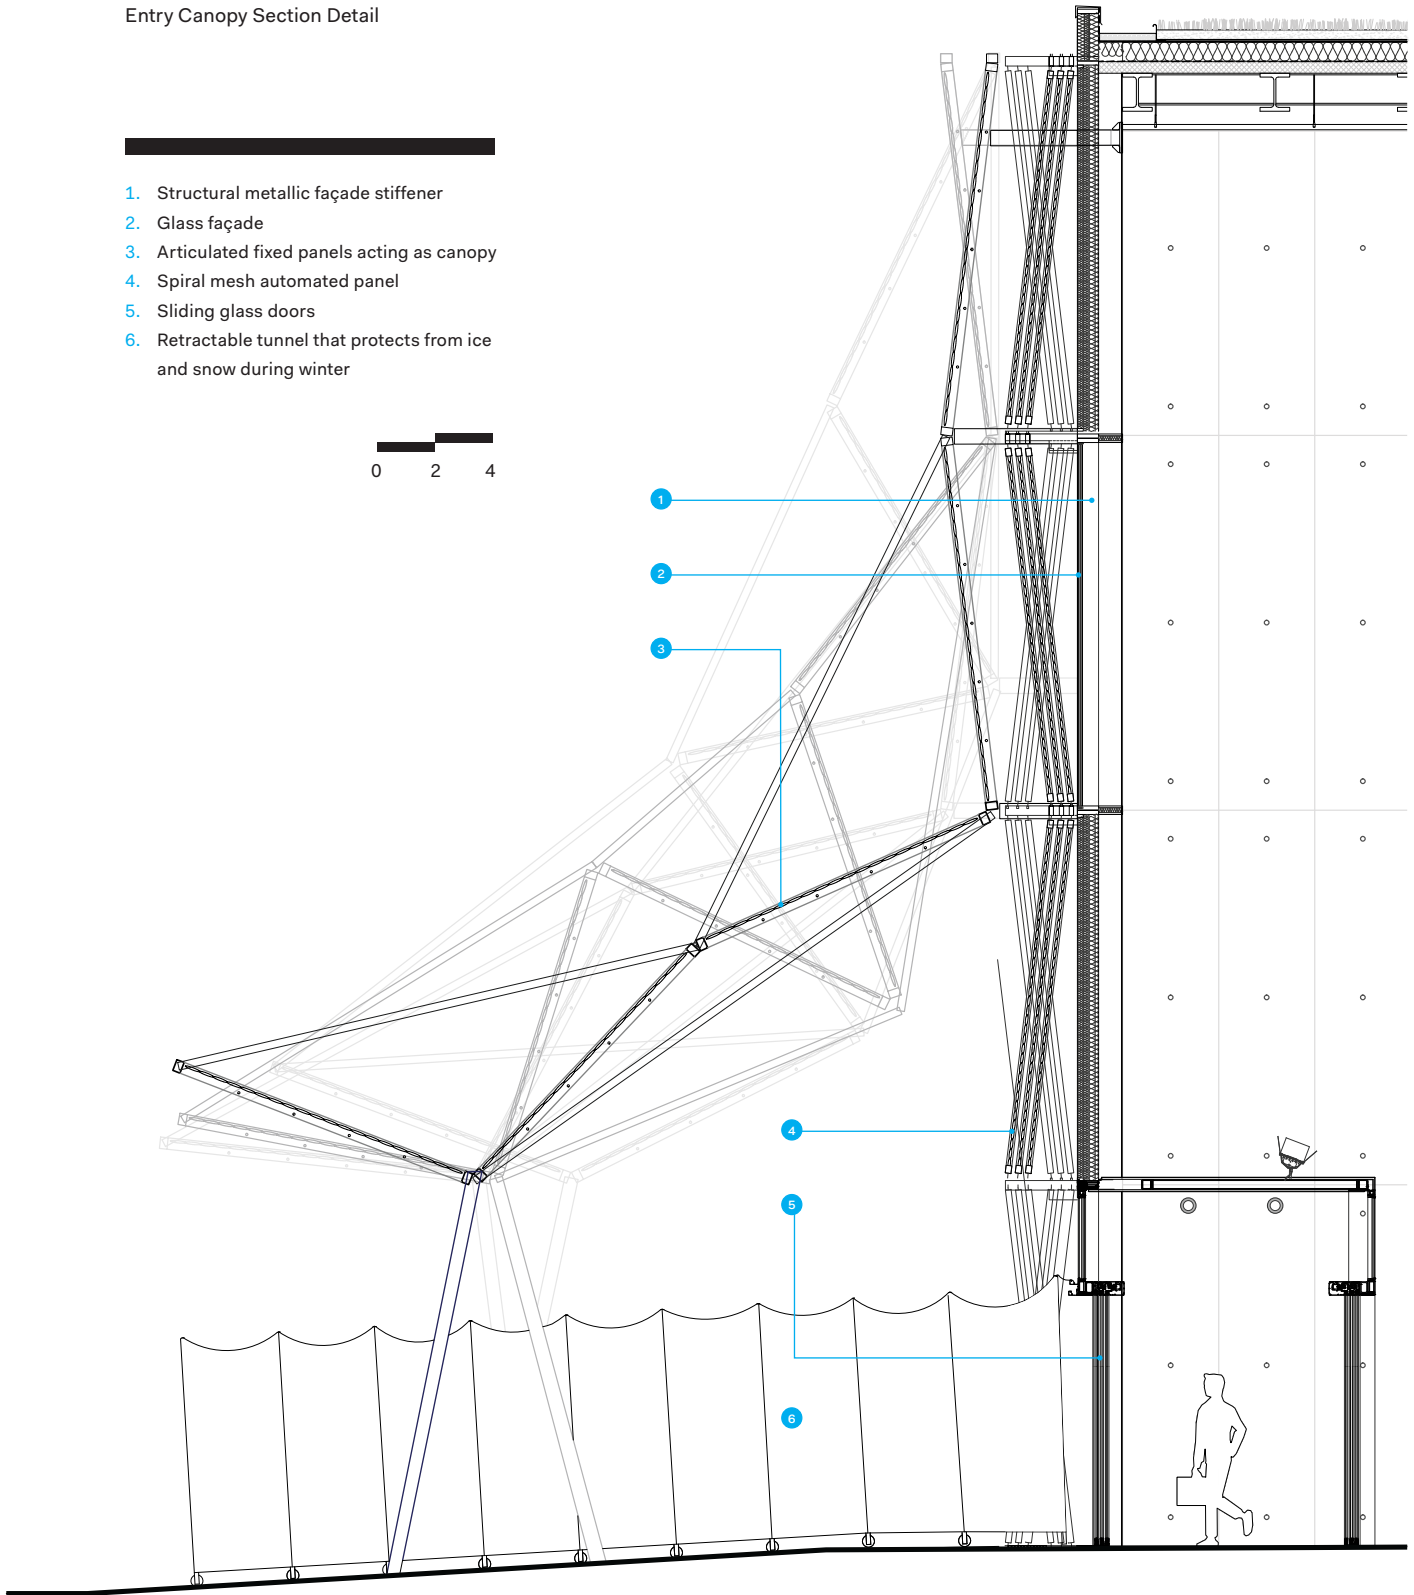 Entry Canopy Section Detail
1. Structural metallic façade stiffener
2. Glass façade
3. Articulated fixed panels acting as canopy
4. Spiral mesh automated panel
5. Sliding glass doors
6. Retractable tunnel that protects from ice
and snow during winter
0 2 4
1
2
3
4
5
6